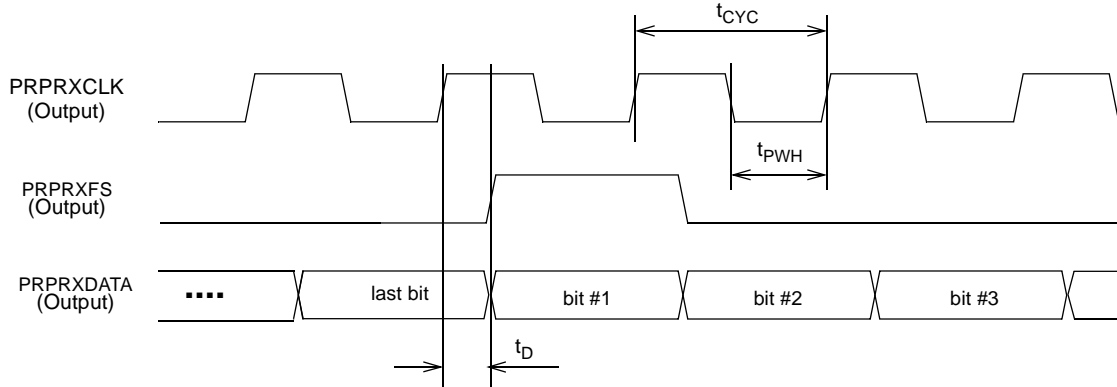 tCYC
PRPRXCLK
(Output)
tPWH
PRPRXFS
(Output)
PRPRXDATA
(Output)
....
last bit
bit #1
bit #2
bit #3
tD